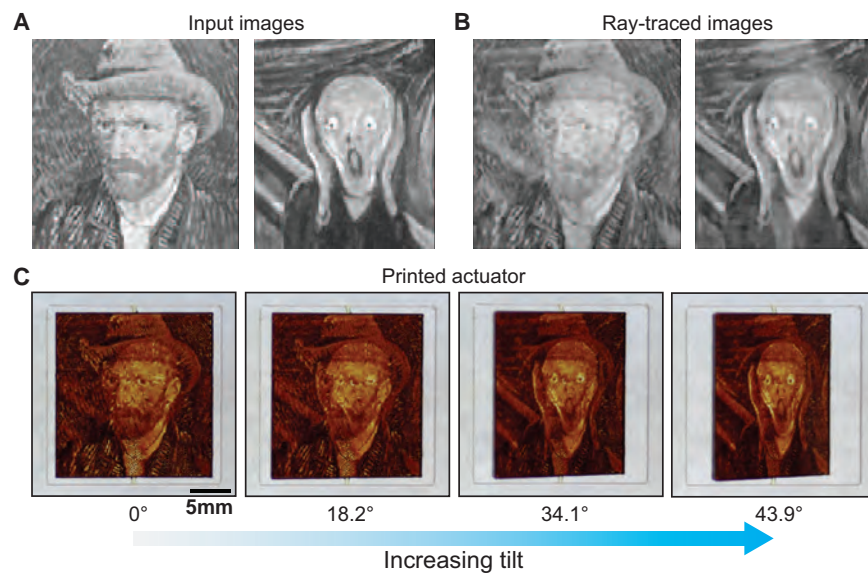 A
Input images
B
Ray-traced images
C
Printed actuator
5mm
0°
18.2°
34.1°
43.9°
Increasing tilt